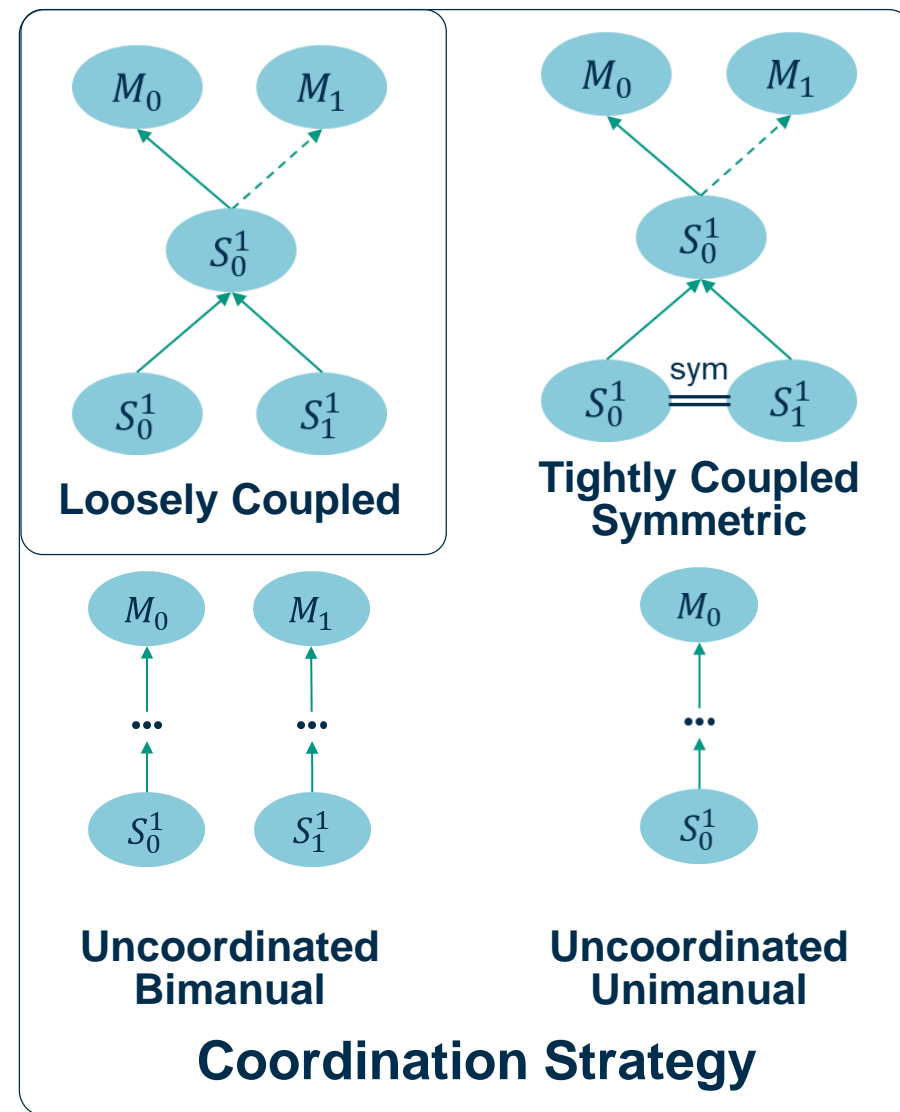 M₀ M₁
S₀¹
S₀¹ S₁¹
Loosely Coupled
M₀ M₁
S₀¹
sym
S₀¹ S₁¹
Tightly Coupled
Symmetric
M₀ M₁
... ...
S₀¹ S₁¹
Uncoordinated
Bimanual
M₀
...
S₀¹
Uncoordinated
Unimanual
Coordination Strategy